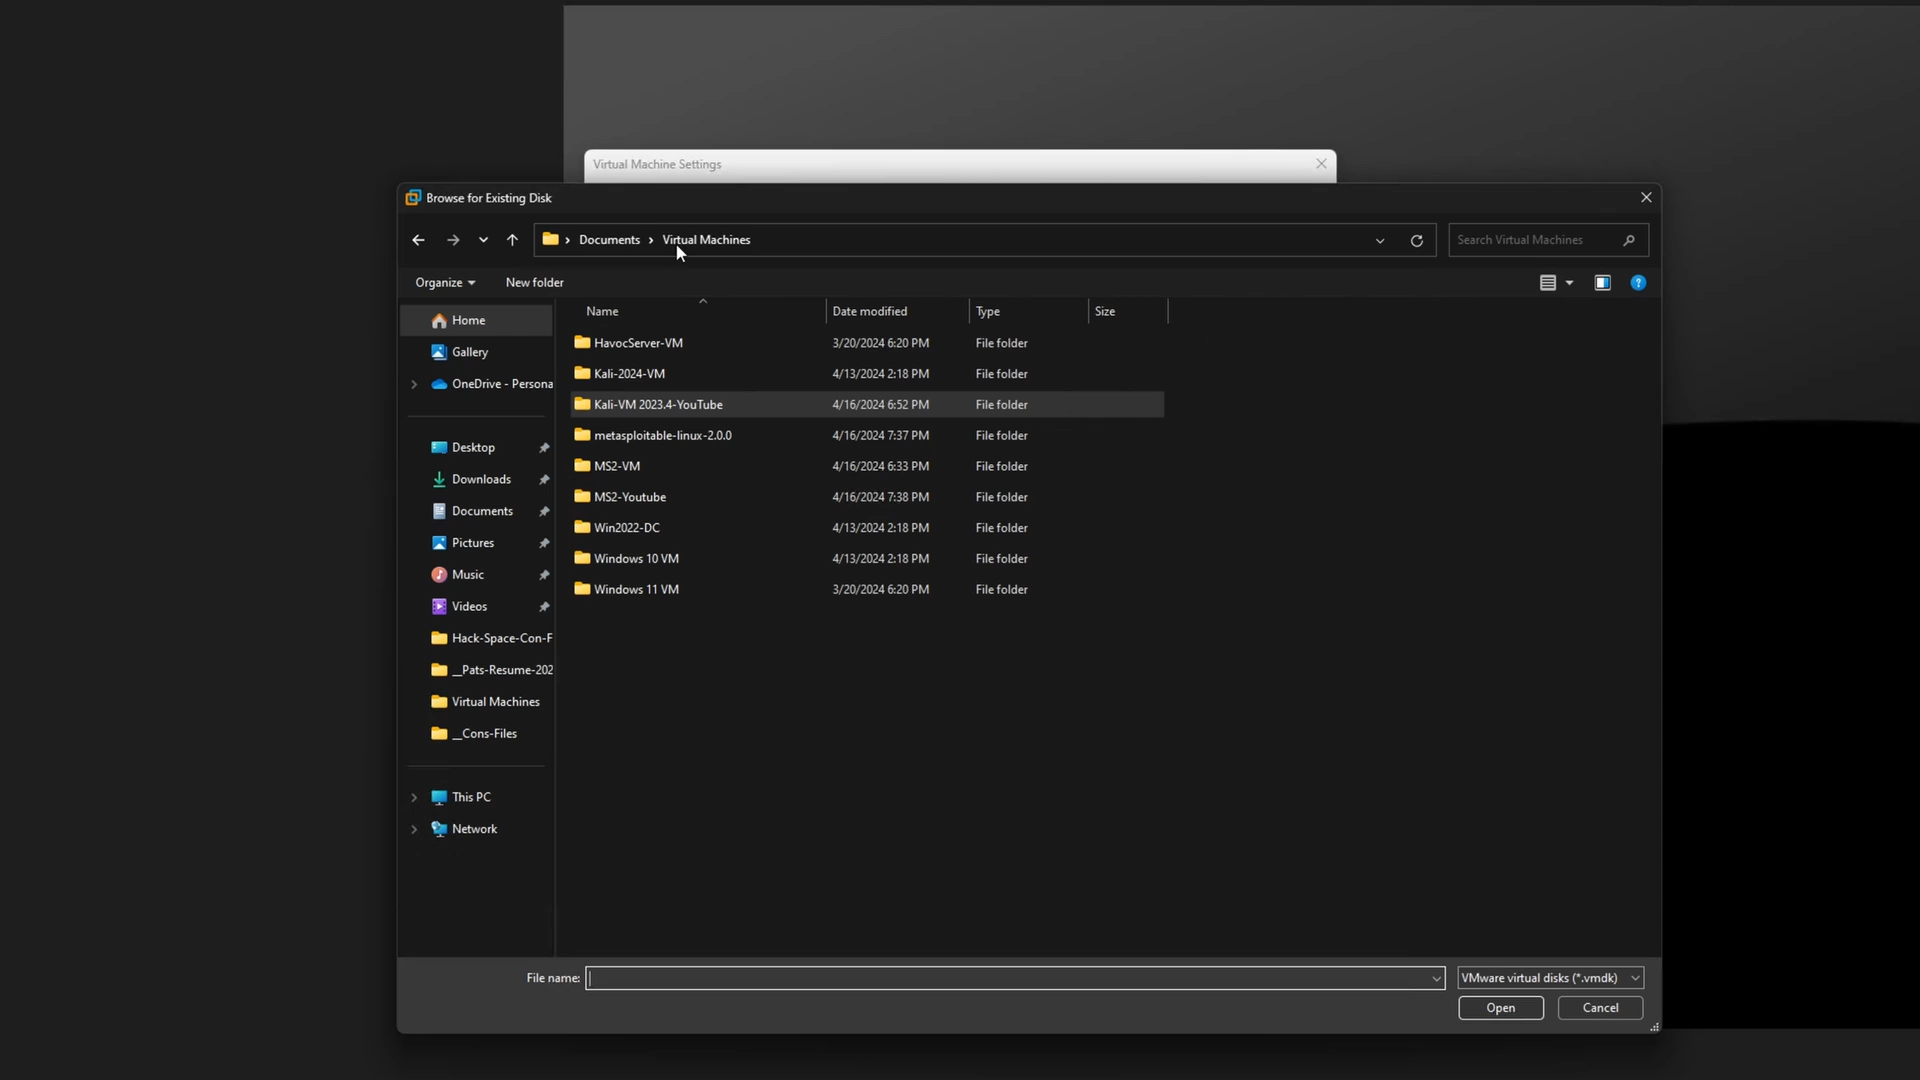 Virtual Machine Settings
Browse for Existing Disk
Documents > Virtual Machines
Search Virtual Machines
Organize
New folder
Name Date modified Type Size
HavocServer-VM 3/20/2024 6:20 PM File folder
Kali-2024-VM 4/13/2024 2:18 PM File folder
Kali-VM 2023.4-YouTube 4/16/2024 6:52 PM File folder
metasploitable-linux-2.0.0 4/16/2024 7:37 PM File folder
MS2-VM 4/16/2024 6:33 PM File folder
MS2-Youtube 4/16/2024 7:38 PM File folder
Win2022-DC 4/13/2024 2:18 PM File folder
Windows 10 VM 4/13/2024 2:18 PM File folder
Windows 11 VM 3/20/2024 6:20 PM File folder
Home
Gallery
OneDrive - Persona
Desktop
Downloads
Documents
Pictures
Music
Videos
Hack-Space-Con-F
__Pats-Resume-202
Virtual Machines
__Cons-Files
This PC
Network
File name:
VMware virtual disks (*.vmdk)
Open
Cancel